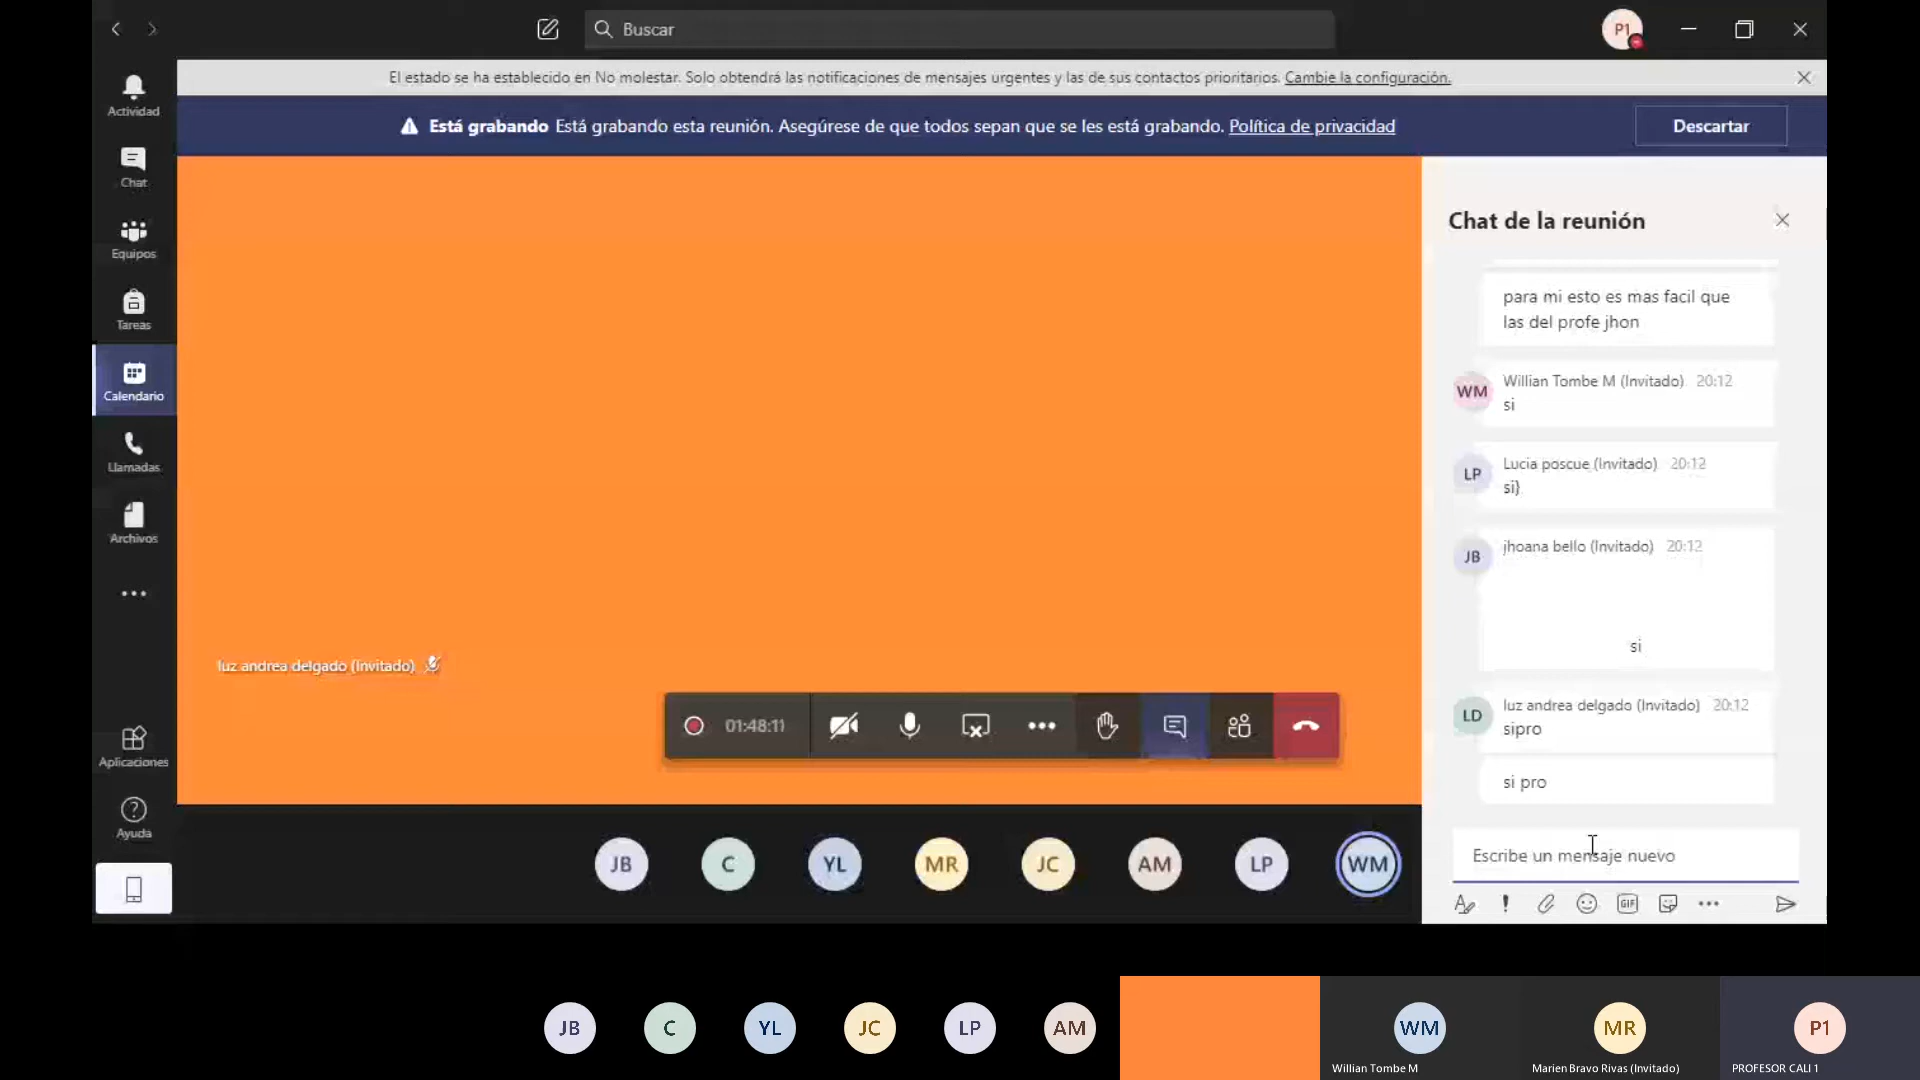 Buscar
P1
El estado se ha establecido en No molestar. Solo obtendrá las notificaciones de mensajes urgentes y las de sus contactos prioritarios. Cambie la configuración.
Está grabando Está grabando esta reunión. Asegúrese de que todos sepan que se les está grabando. Política de privacidad
Descartar
Actividad
Chat
Equipos
Tareas
Calendario
Llamadas
Archivos
Aplicaciones
Ayuda
luz andrea delgado (Invitado)
01:48:11
JB
C
YL
MR
JC
AM
LP
WM
Chat de la reunión
para mi esto es mas facil que
las del profe jhon
WM
Willian Tombe M (Invitado) 20:12
si
LP
Lucia poscue (Invitado) 20:12
si}
JB
jhoana bello (Invitado) 20:12
si
LD
luz andrea delgado (Invitado) 20:12
sipro
si pro
Escribe un mensaje nuevo
GIF
JB
C
YL
JC
LP
AM
WM
Willian Tombe M
MR
Marien Bravo Rivas (Invitado)
P1
PROFESOR CALI 1